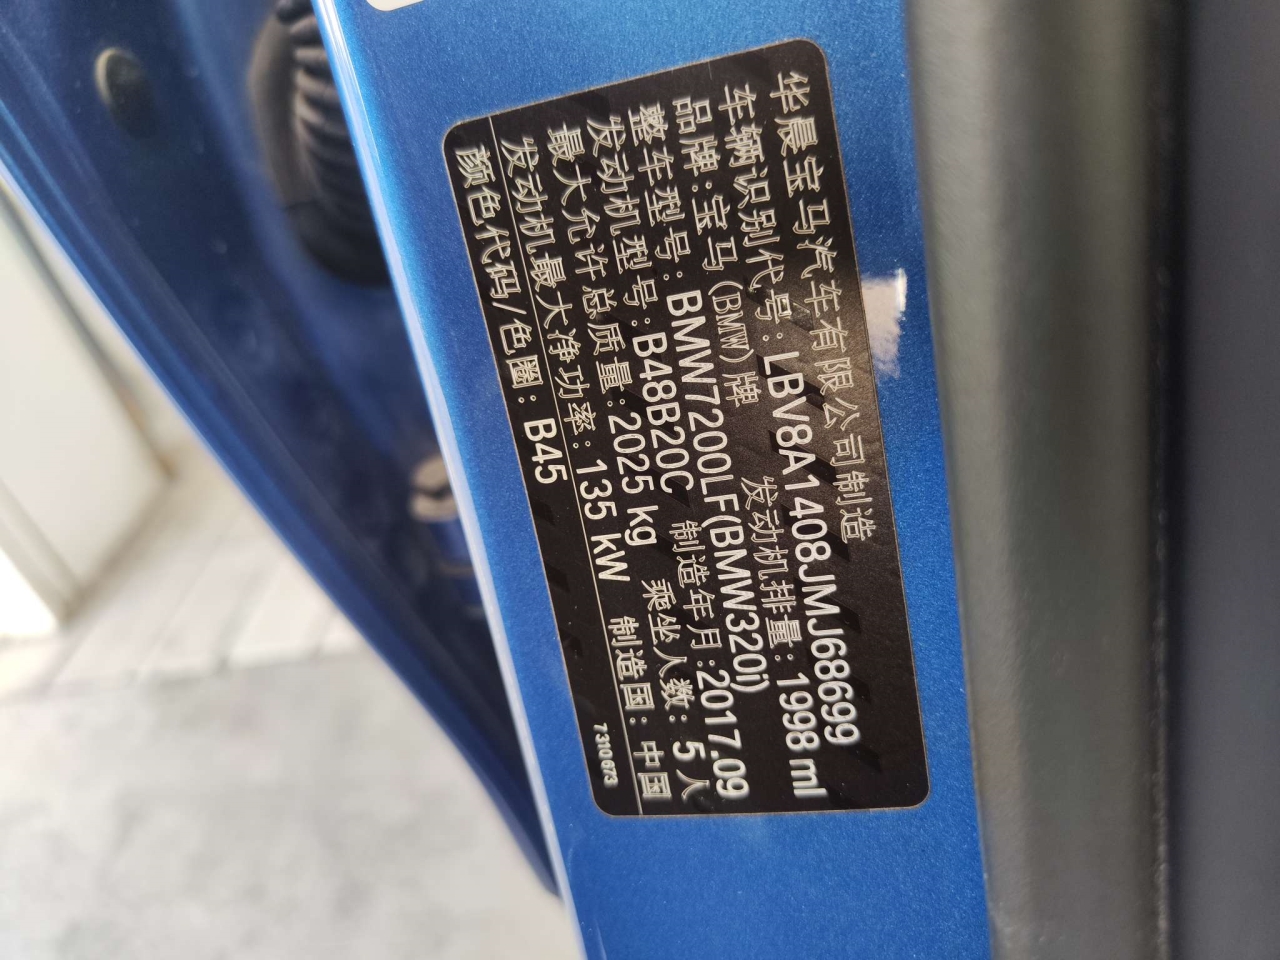 华晨宝马汽车有限公司制造
车辆识别代号:LBV8A1408JMJ68699
品牌:宝马(BMW)牌 发动机排量:1998 ml
整车型号:BMW7200LF(BMW320i)
发动机型号:B48B20C 制造年月:2017.09
最大允许总质量:2025 kg 乘坐人数:5人
发动机最大净功率:135 kW 制造国:中国
颜色代码/色圈:B45 7 310 673